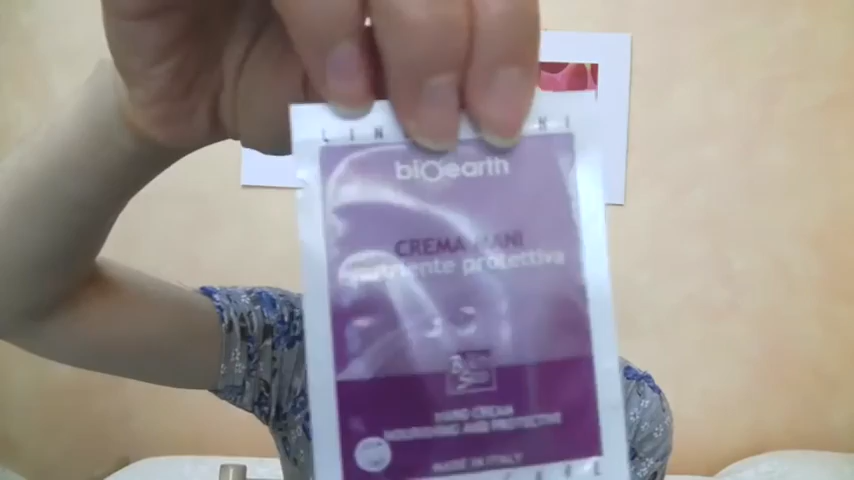 bioearth
CREMA MANI
nutriente protettiva
HAND CREAM
NOURISHING AND PROTECTIVE
MADE IN ITALY